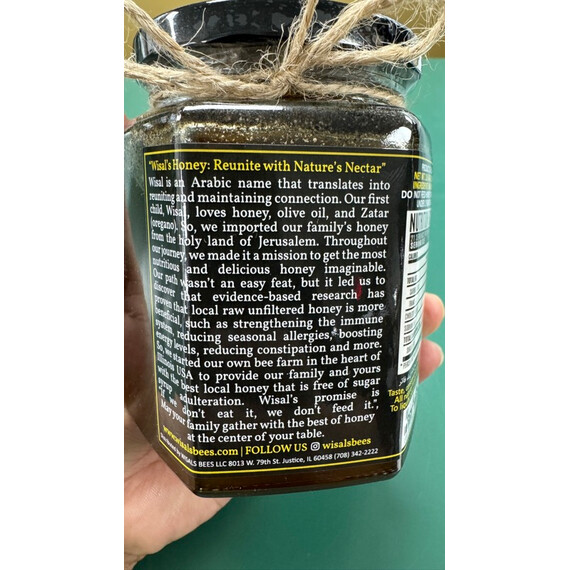 "Wisal's Honey: Reunite with Nature's Nectar"
Wisal is an Arabic name that translates into
reuniting and maintaining connection. Our first
child, Wisal, loves honey, olive oil, and Zatar
(oregano). So, we imported our family's honey
from the holy land of Jerusalem. Throughout
our journey, we made it a mission to get the most
nutritious and delicious honey imaginable.
Our path wasn't an easy feat, but it led us to
discover that evidence-based research has
proven that local raw unfiltered honey is more
beneficial, such as strengthening the immune
system, reducing seasonal allergies, boosting
energy levels, reducing constipation and more.
So, we started our own bee farm in the heart of
Illinois USA to provide our family and yours
with the best local honey that is free of sugar
syrup adulteration. Wisal's promise is
"If we don't eat it, we don't feed it.",
May your family gather with the best of honey
at the center of your table.
www.wisalsbees.com | FOLLOW US wisalsbees
Distributed by WISALS BEES LLC 8013 W. 79th St. Justice, IL 60458 (708) 342-2222
DO NOT
Taste,
To